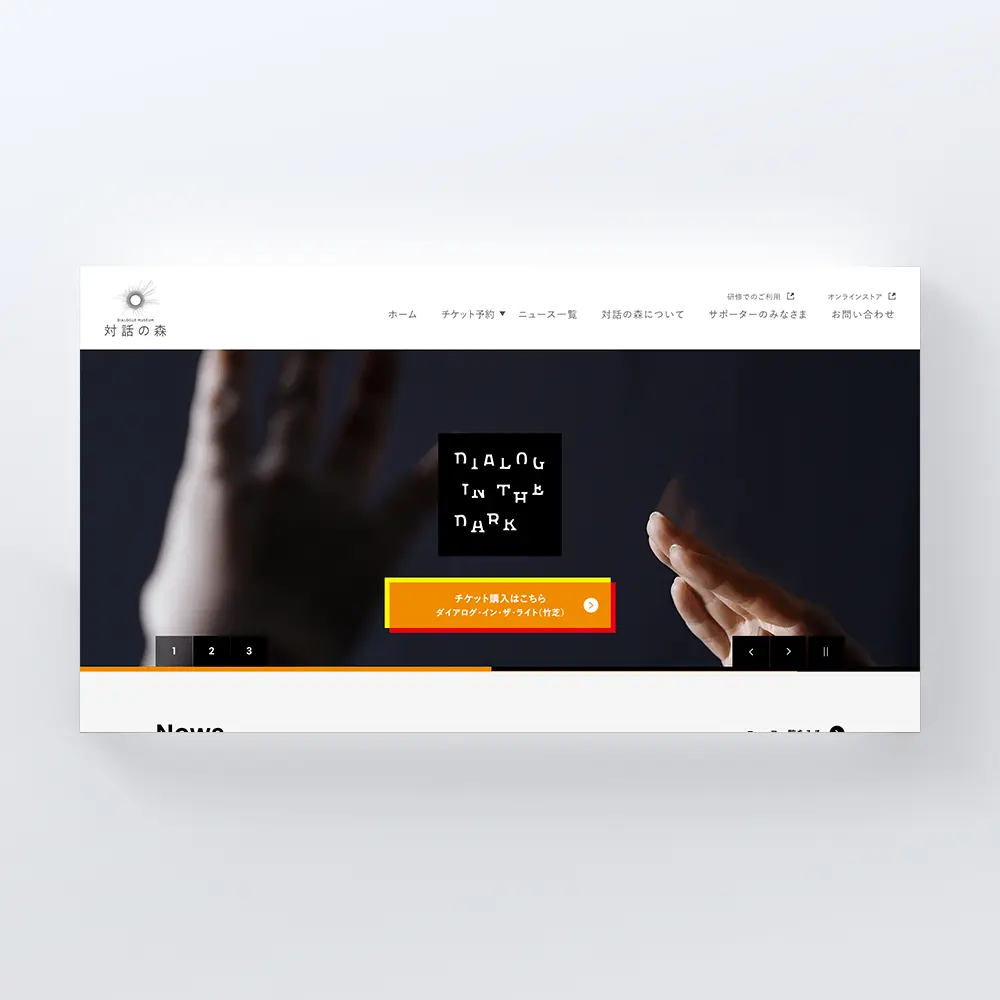 DIALOGUE MUSEUM
対話の森
研修でのご利用
オンラインストア
ホーム
チケット予約▼
ニュース一覧
対話の森について
サポーターのみなさま
お問い合わせ
DIALOG
IN THE
DARK
チケット購入はこちら
ダイアログ・イン・ザ・ライト（竹芝）
1 2 3
News